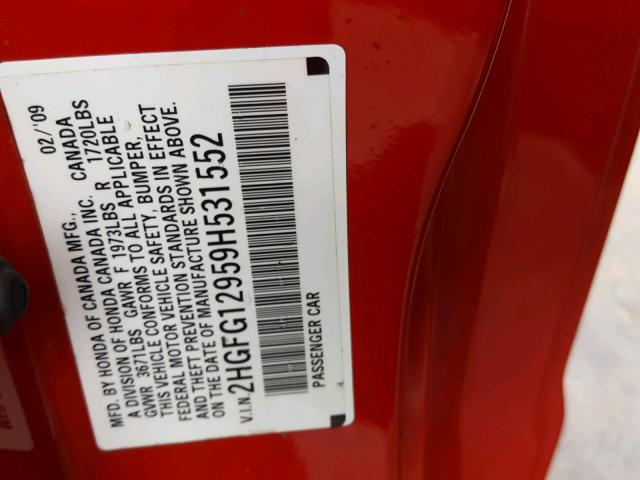 MFD. BY HONDA OF CANADA MFG., 02/'09
A DIVISION OF HONDA CANADA INC. CANADA
GVWR 3671LBS GAWR F 1973LBS R 1720LBS
THIS VEHICLE CONFORMS TO ALL APPLICABLE
FEDERAL MOTOR VEHICLE SAFETY, BUMPER,
AND THEFT PREVENTION STANDARDS IN EFFECT
ON THE DATE OF MANUFACTURE SHOWN ABOVE.
V.I.N. 2HGFG12959H531552
PASSENGER CAR